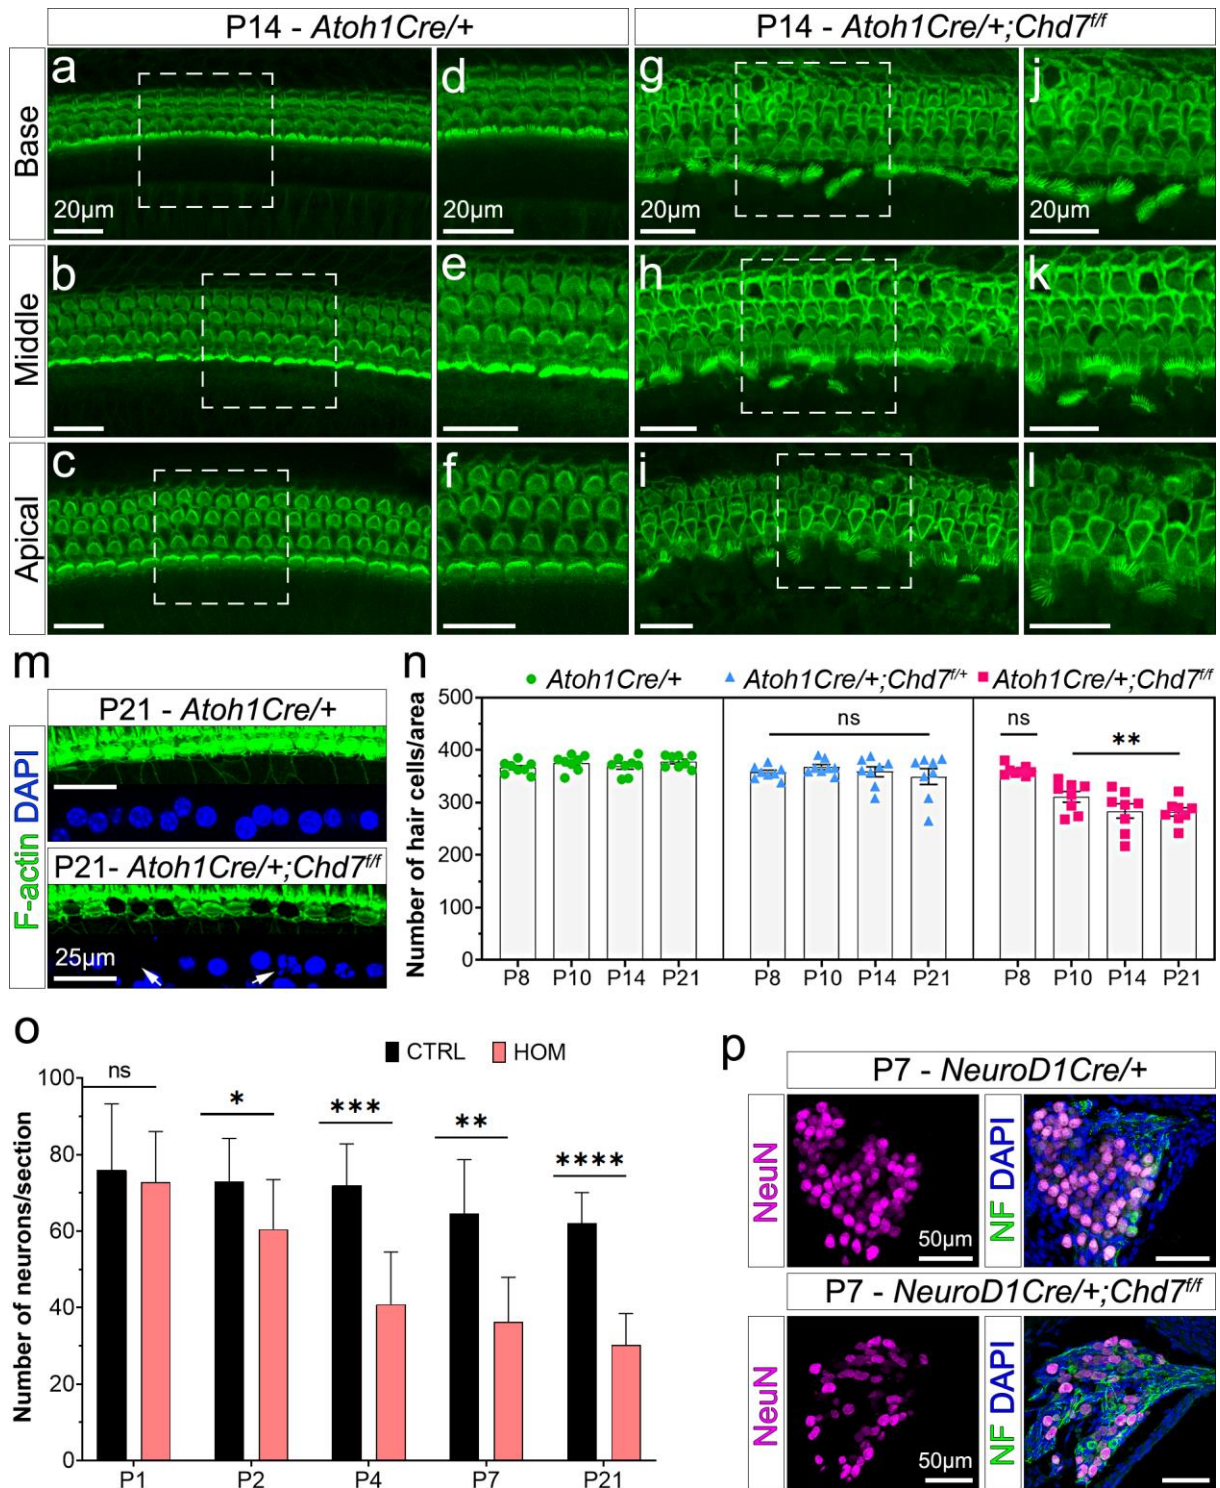 P14 - Atoh1Cre/+
P14 - Atoh1Cre/+;Chd7f/f
Base
a
20µm
d
20µm
g
20µm
j
20µm
Middle
b
e
h
k
Apical
c
f
i
l
m
P21 - Atoh1Cre/+
F-actin DAPI
P21- Atoh1Cre/+;Chd7f/f
25µm
n
Atoh1Cre/+
Atoh1Cre/+;Chd7f/+
Atoh1Cre/+;Chd7f/f
Number of hair cells/area
500
400
300
200
100
0
ns
ns
**
P8 P10 P14 P21
P8 P10 P14 P21
P8 P10 P14 P21
o
CTRL HOM
Number of neurons/section
100
80
60
40
20
0
ns
*
***
**
****
P1 P2 P4 P7 P21
p
P7 - NeuroD1Cre/+
NeuN
50µm
NF DAPI
P7 - NeuroD1Cre/+;Chd7f/f
NeuN
50µm
NF DAPI